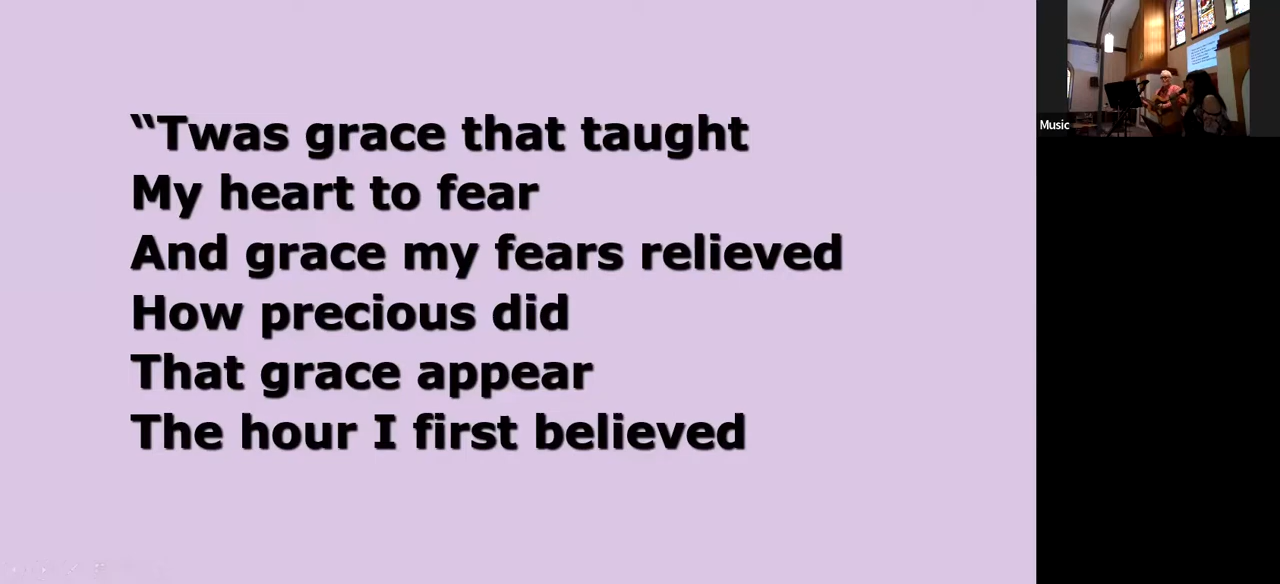 “Twas grace that taught
My heart to fear
And grace my fears relieved
How precious did
That grace appear
The hour I first believed
Music